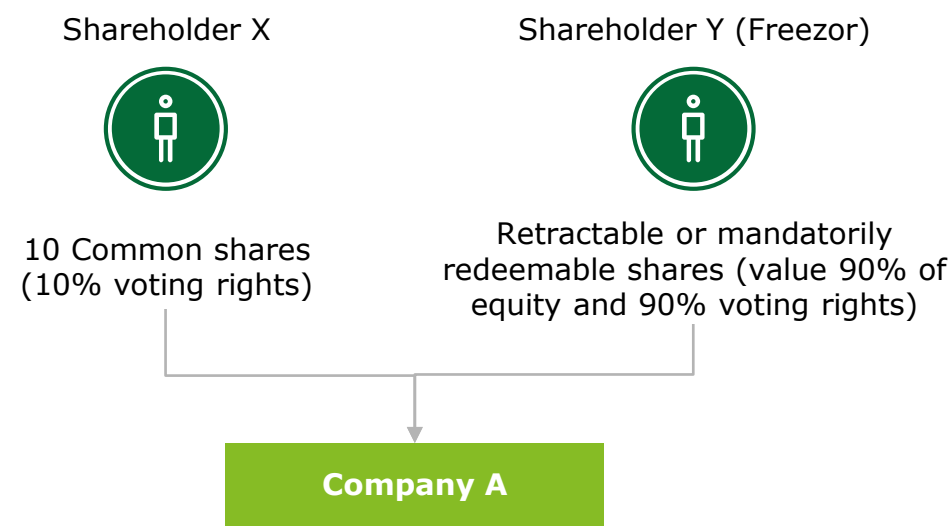 Shareholder X
Shareholder Y (Freezor)
10 Common shares
(10% voting rights)
Retractable or mandatorily
redeemable shares (value 90% of
equity and 90% voting rights)
Company A